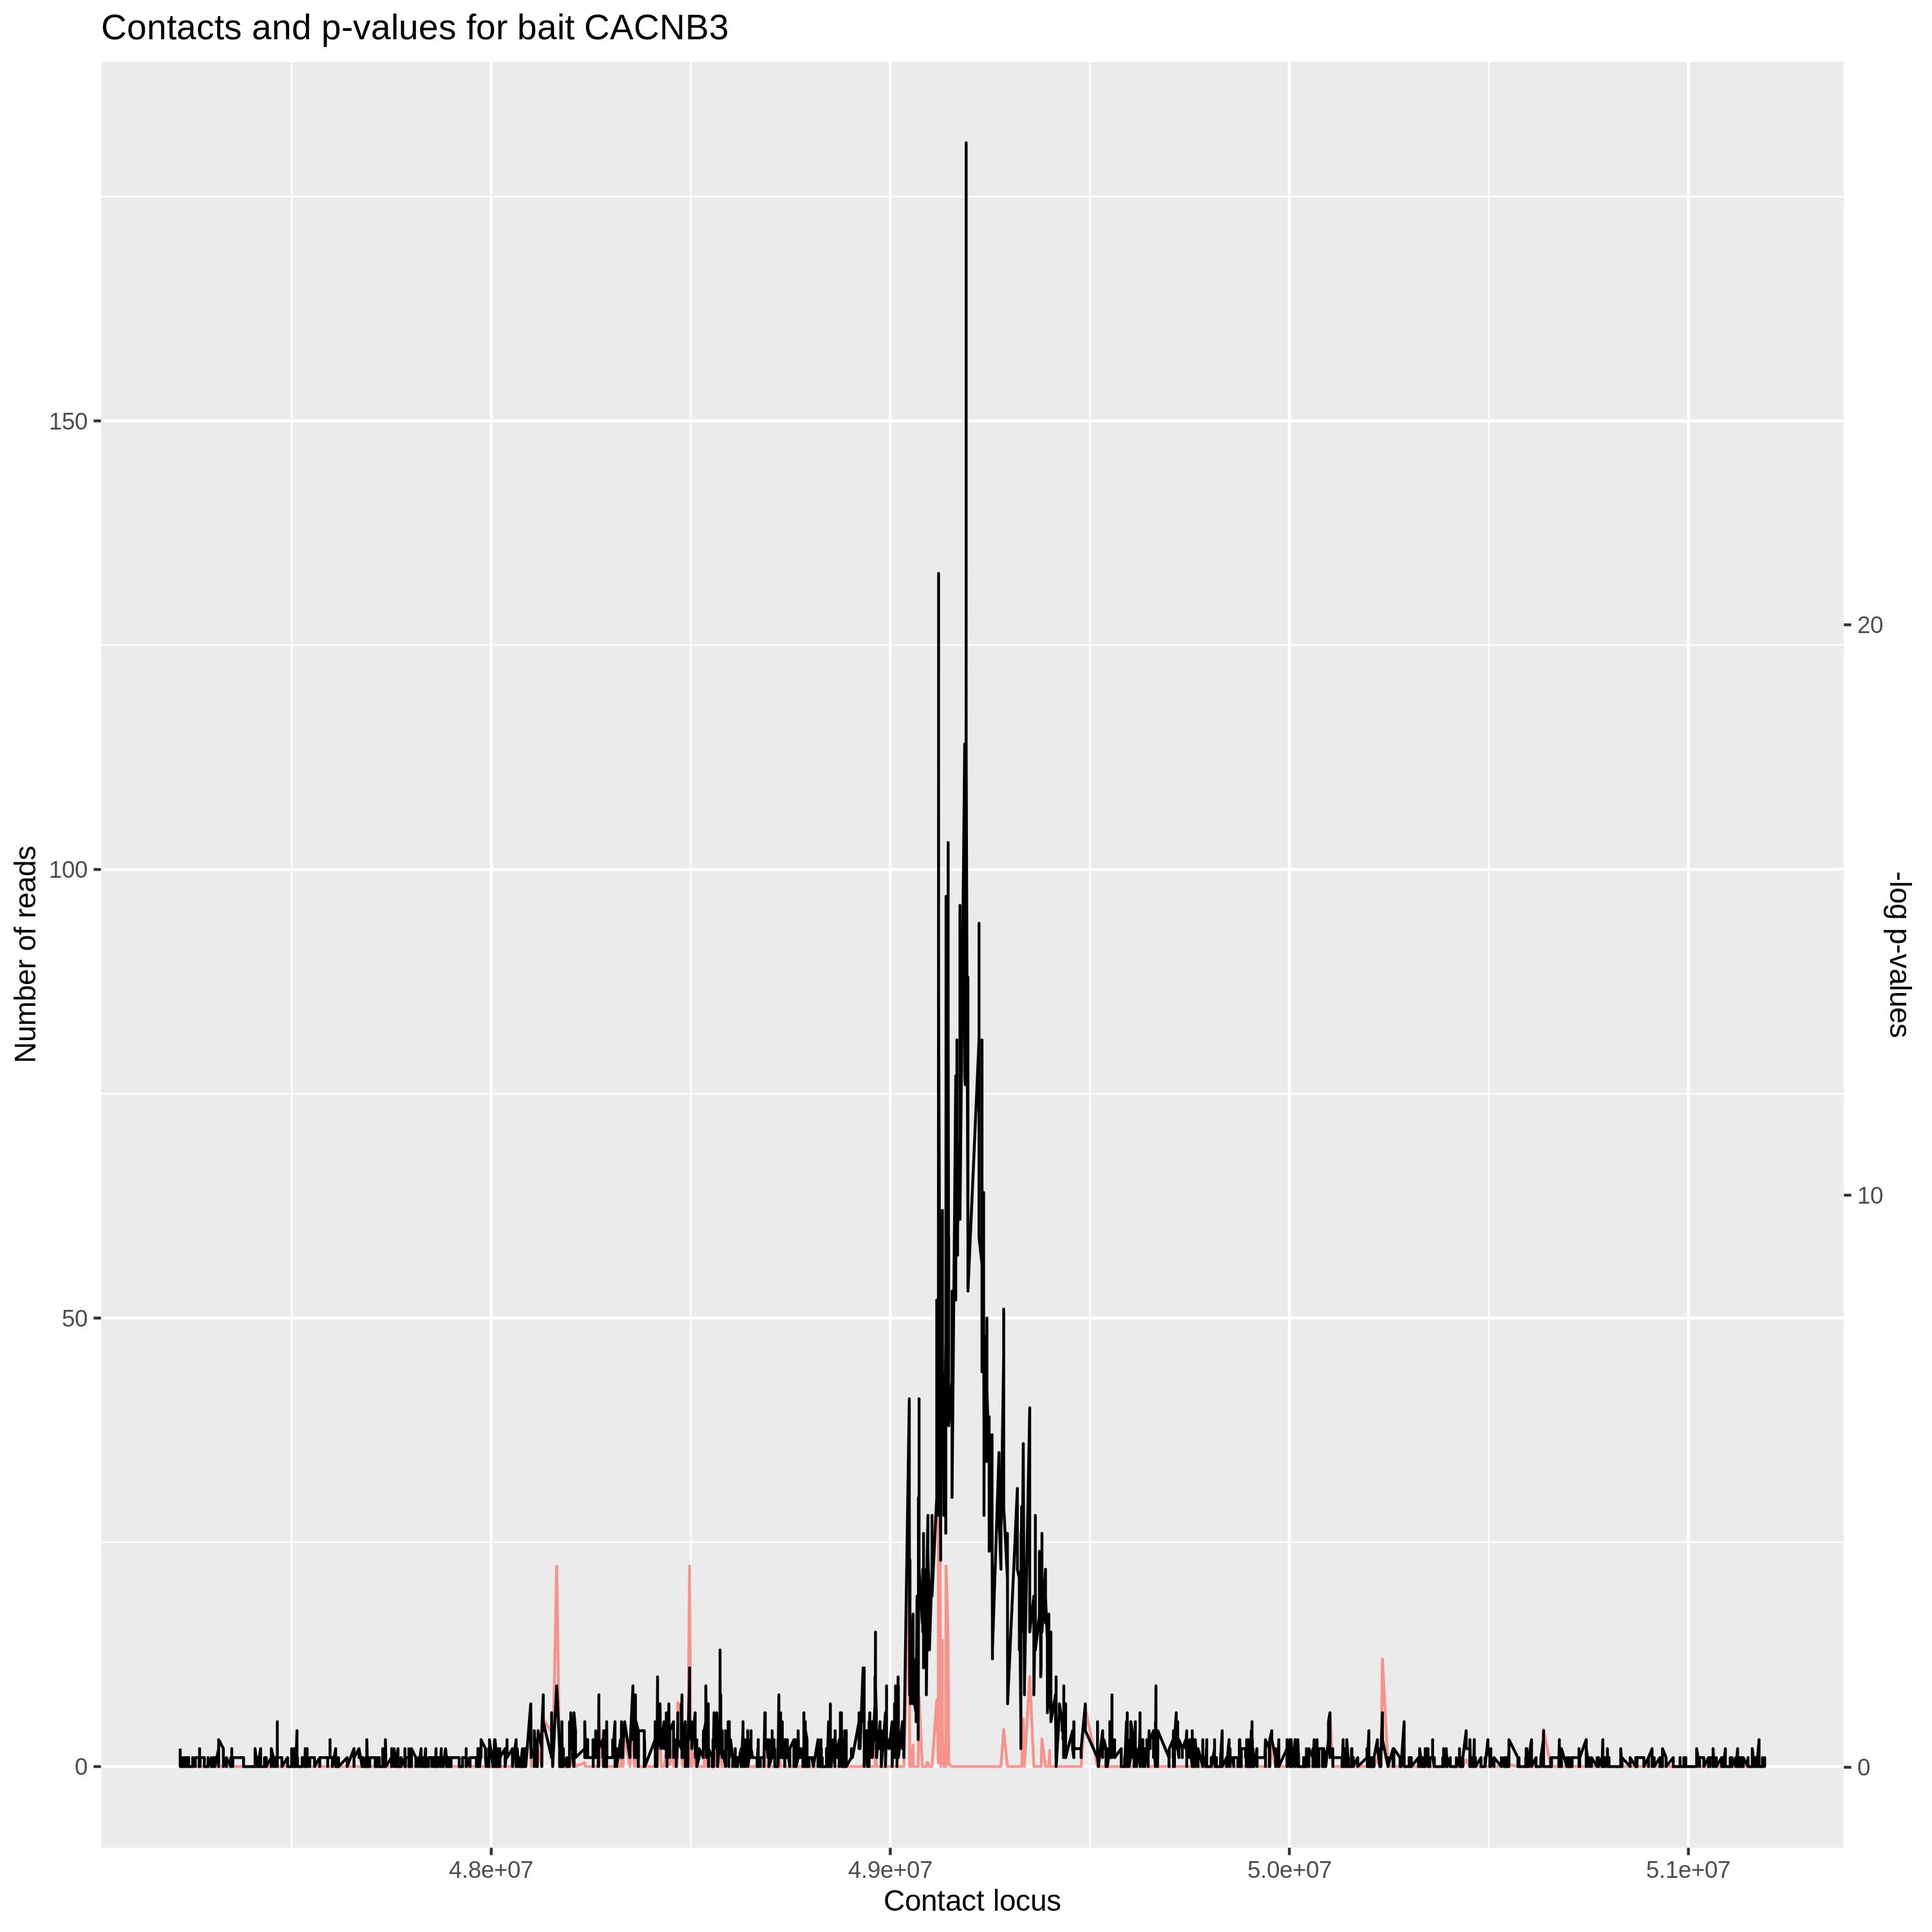 Contacts and p-values for bait CACNB3
150
100
50
0
Number of reads
20
10
0
-log p-values
4.8e+07
4.9e+07
5.0e+07
5.1e+07
Contact locus